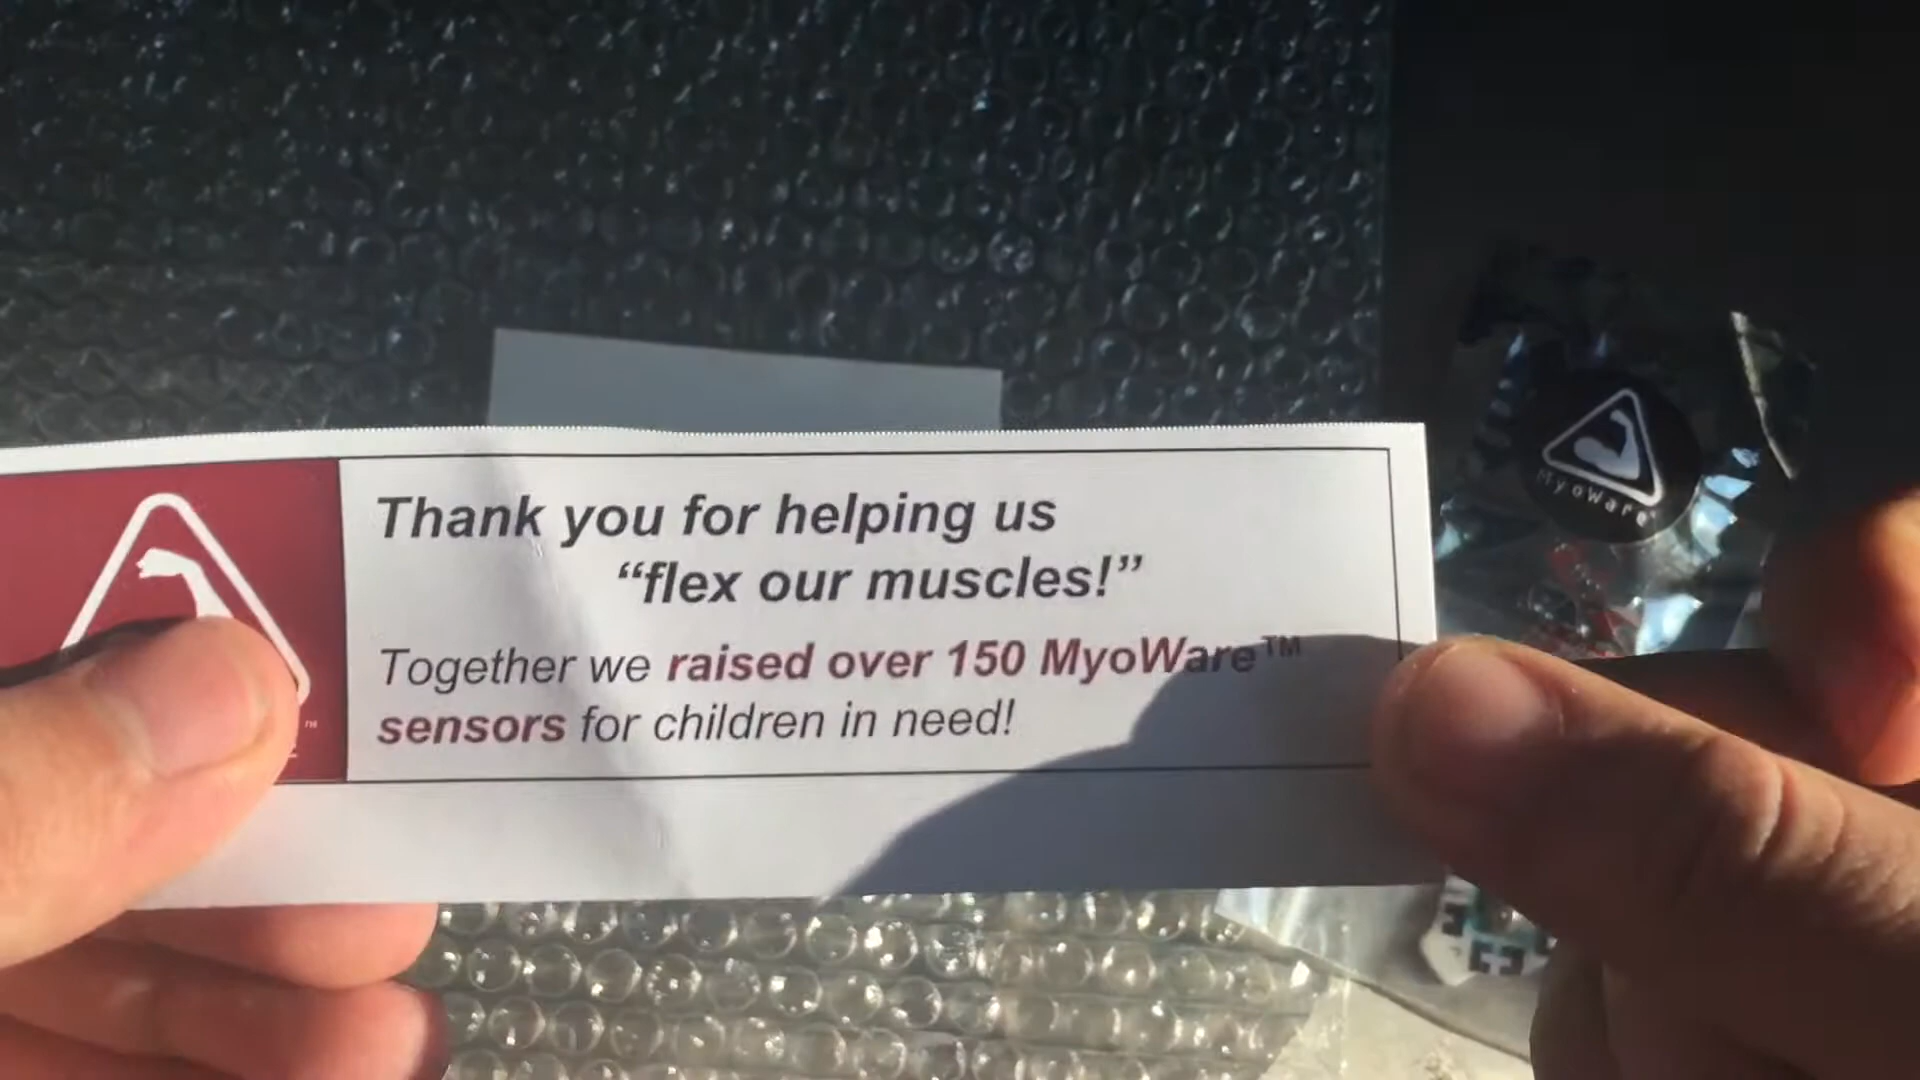 Thank you for helping us
“flex our muscles!”
Together we raised over 150 MyoWare™
sensors for children in need!
™
MyoWare